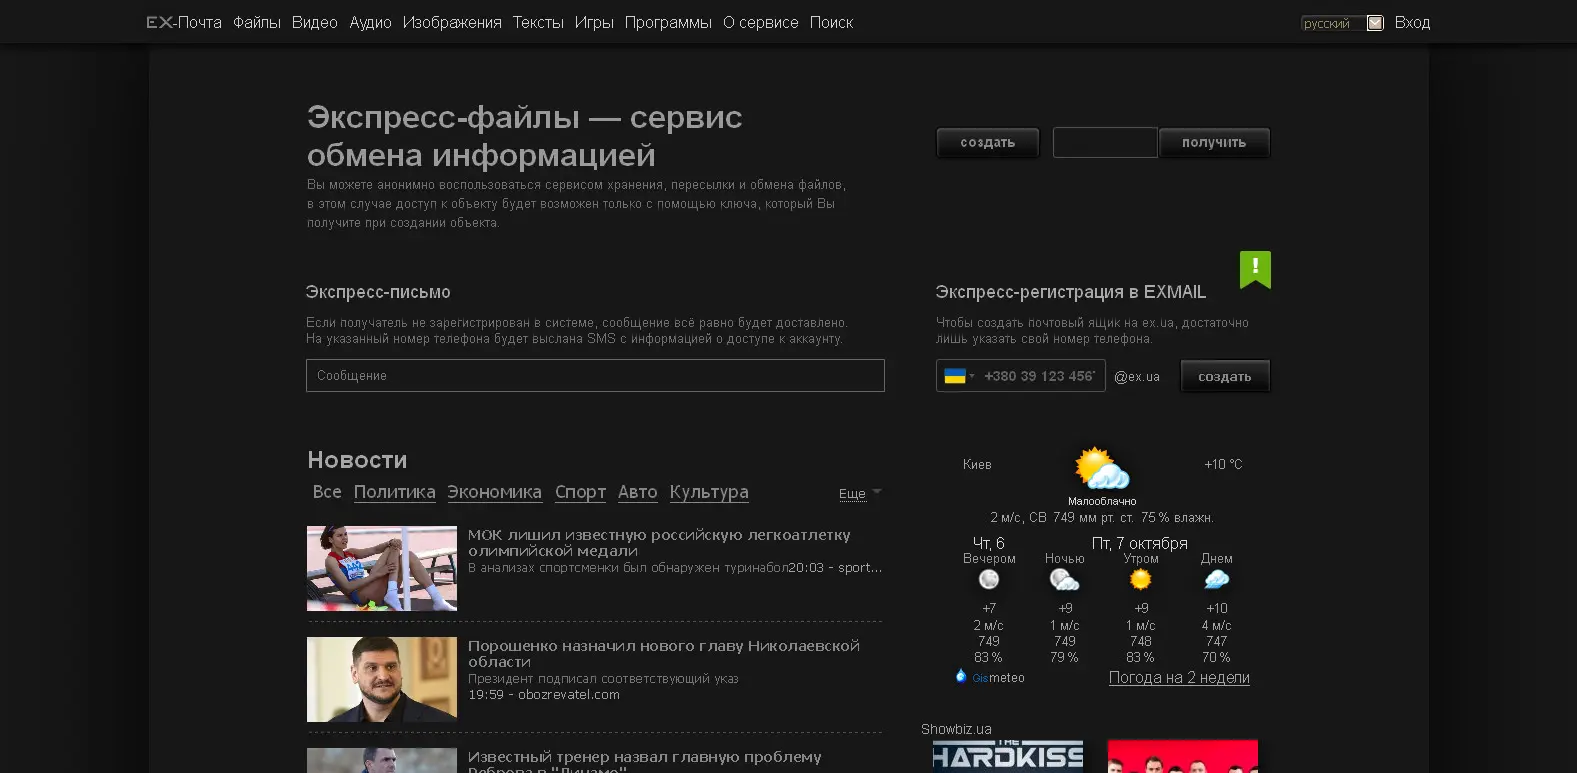 EX-Почта Файлы Видео Аудио Изображения Тексты Игры Программы О сервисе Поиск
русский Вход
Экспресс-файлы — сервис
обмена информацией
Вы можете анонимно воспользоваться сервисом хранения, пересылки и обмена файлов,
в этом случае доступ к объекту будет возможен только с помощью ключа, который Вы
получите при создании объекта.
создать получить
Экспресс-письмо
Если получатель не зарегистрирован в системе, сообщение всё равно будет доставлено.
На указанный номер телефона будет выслана SMS с информацией о доступе к аккаунту.
Сообщение
!
Экспресс-регистрация в EXMAIL
Чтобы создать почтовый ящик на ex.ua, достаточно
лишь указать свой номер телефона.
+380 39 123 456 @ex.ua создать
Новости
Все Политика Экономика Спорт Авто Культура Еще
МОК лишил известную российскую легкоатлетку
олимпийской медали
В анализах спортсменки был обнаружен туринабол20:03 - sport...
Порошенко назначил нового главу Николаевской
области
Президент подписал соответствующий указ
19:59 - obozrevatel.com
Известный тренер назвал главную проблему
Реброва в "Динамо"
Киев +10 °C
Малооблачно
2 м/с, СВ 749 мм рт. ст. 75 % влажн.
Чт, 6 Пт, 7 октября
Вечером Ночью Утром Днем
+7 +9 +9 +10
2 м/с 1 м/с 1 м/с 4 м/с
749 749 748 747
83 % 79 % 83 % 70 %
Gismeteo Погода на 2 недели
Showbiz.ua
THE
HARDKISS